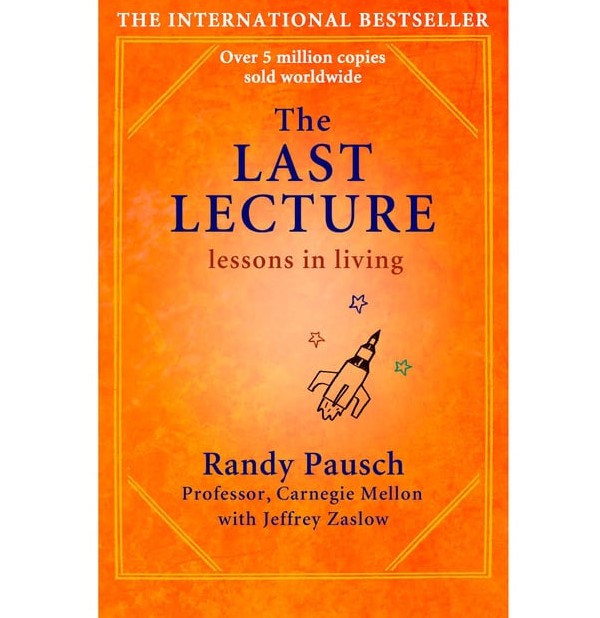 THE INTERNATIONAL BESTSELLER
Over 5 million copies
sold worldwide
The
LAST
LECTURE
lessons in living
Randy Pausch
Professor, Carnegie Mellon
with Jeffrey Zaslow